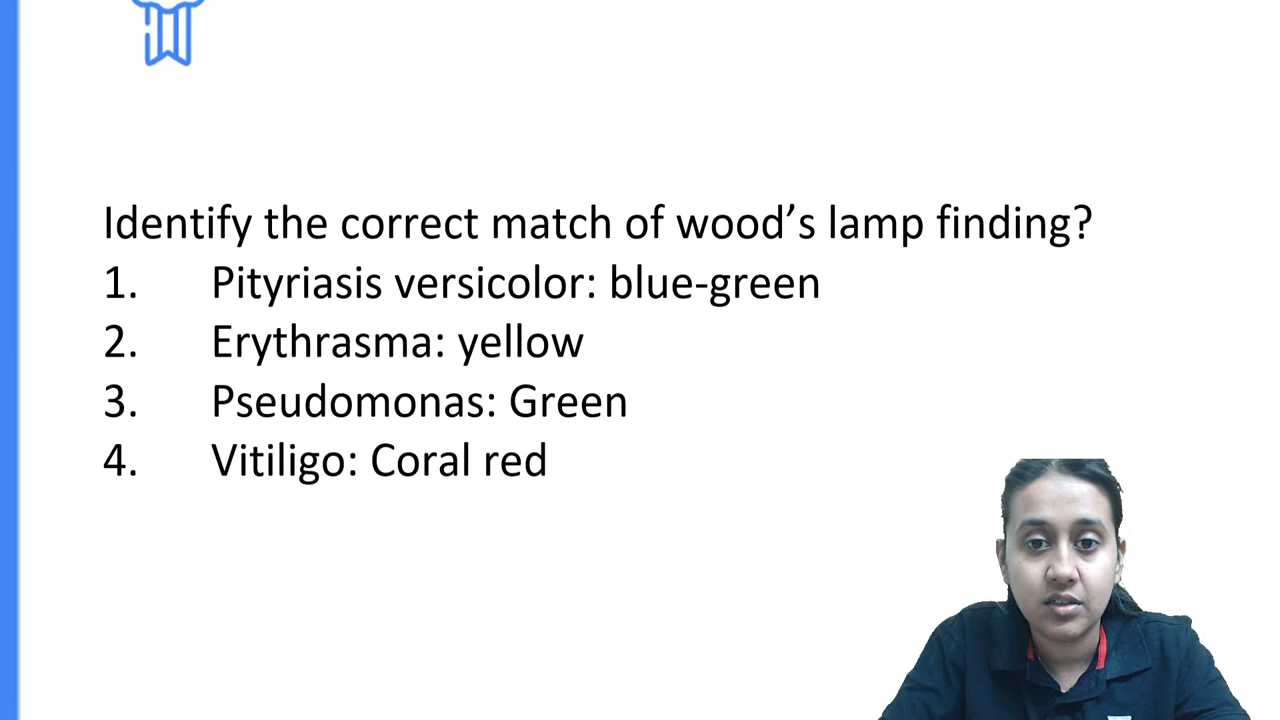 Identify the correct match of wood’s lamp finding?
1. Pityriasis versicolor: blue-green
2. Erythrasma: yellow
3. Pseudomonas: Green
4. Vitiligo: Coral red